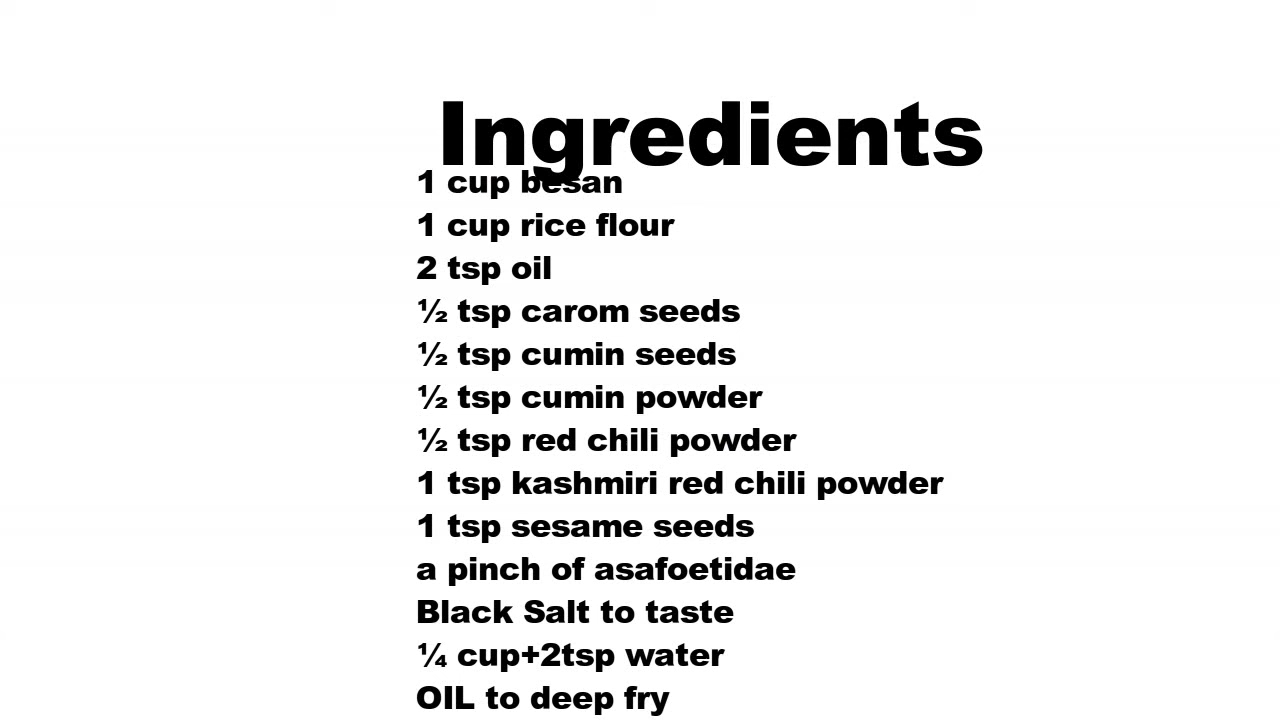 Ingredients
1 cup besan
1 cup rice flour
2 tsp oil
½ tsp carom seeds
½ tsp cumin seeds
½ tsp cumin powder
½ tsp red chili powder
1 tsp kashmiri red chili powder
1 tsp sesame seeds
a pinch of asafoetidae
Black Salt to taste
¼ cup+2tsp water
OIL to deep fry